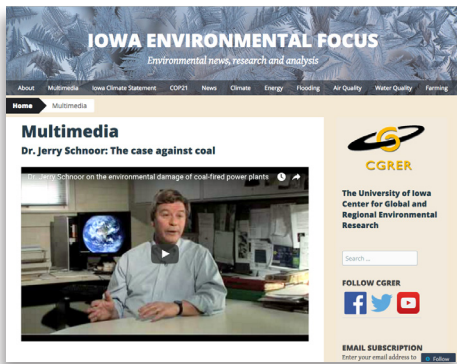 IOWA ENVIRONMENTAL FOCUS
Environmental news, research and analysis
About Multimedia Iowa Climate Statement COP21 News Climate Energy Flooding Air Quality Water Quality Farming
Home Multimedia
Multimedia
Dr. Jerry Schnoor: The case against coal
Dr. Jerry Schnoor on the environmental damage of coal-fired power plants
CGRER
The University of Iowa
Center for Global and
Regional Environmental
Research
Search ...
FOLLOW CGRER
EMAIL SUBSCRIPTION
Enter your email address to
Follow